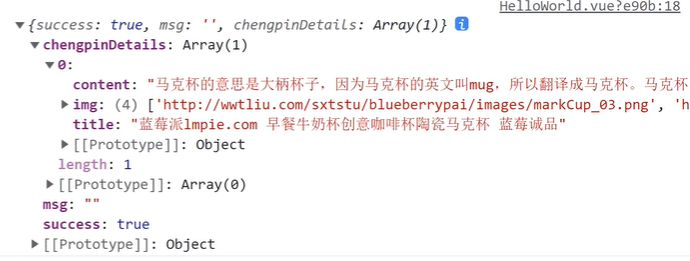 HelloWorld.vue?e90b:18
▼{success: true, msg: '', chengpinDetails: Array(1)}
▼chengpinDetails: Array(1)
▼0:
content: "马克杯的意思是大柄杯子，因为马克杯的英文叫mug，所以翻译成马克杯。马克杯
▶img: (4) ['http://wwtliu.com/sxtstu/blueberrypai/images/markCup_03.png', 'h
title: "蓝莓派lmpie.com 早餐牛奶杯创意咖啡杯陶瓷马克杯 蓝莓诚品"
▶[[Prototype]]: Object
length: 1
▶[[Prototype]]: Array(0)
msg: ""
success: true
▶[[Prototype]]: Object